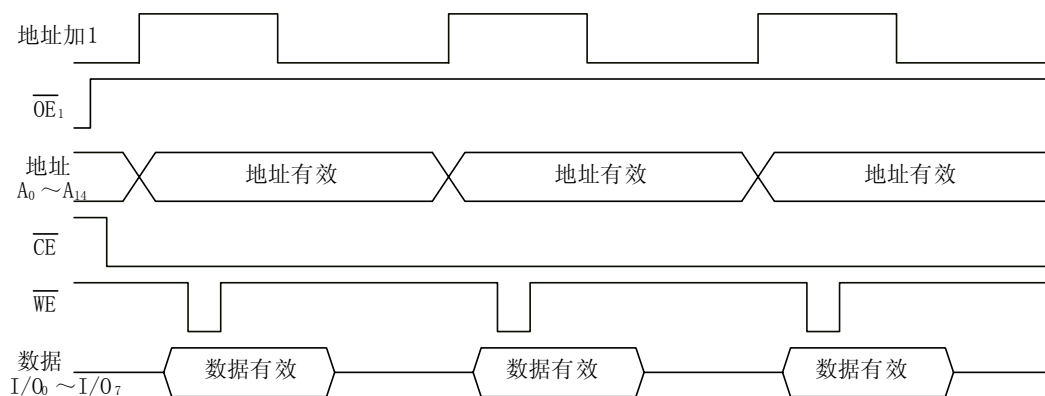 地址加1
OE₁
地址
A₀～A₁₄
地址有效 地址有效 地址有效
CE
WE
数据
I/O₀～I/O₇
数据有效 数据有效 数据有效